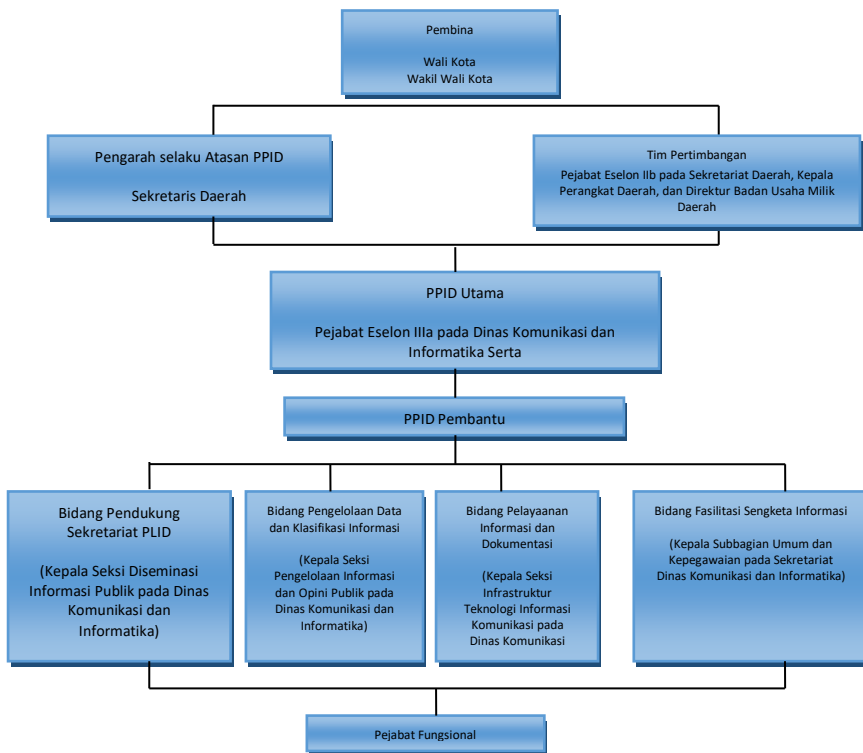 Pembina
Wali Kota
Wakil Wali Kota
Pengarah selaku Atasan PPID
Sekretaris Daerah
Tim Pertimbangan
Pejabat Eselon IIb pada Sekretariat Daerah, Kepala
Perangkat Daerah, dan Direktur Badan Usaha Milik
Daerah
PPID Utama
Pejabat Eselon IIIa pada Dinas Komunikasi dan
Informatika Serta
PPID Pembantu
Bidang Pendukung
Sekretariat PLID
(Kepala Seksi Diseminasi
Informasi Publik pada Dinas
Komunikasi dan
Informatika)
Bidang Pengelolaan Data
dan Klasifikasi Informasi
(Kepala Seksi
Pengelolaan Informasi
dan Opini Publik pada
Dinas Komunikasi dan
Informatika)
Bidang Pelayaanan
Informasi dan
Dokumentasi
(Kepala Seksi
Infrastruktur
Teknologi Informasi
Komunikasi pada
Dinas Komunikasi
Bidang Fasilitasi Sengketa Informasi
(Kepala Subbagian Umum dan
Kepegawaian pada Sekretariat
Dinas Komunikasi dan Informatika)
Pejabat Fungsional